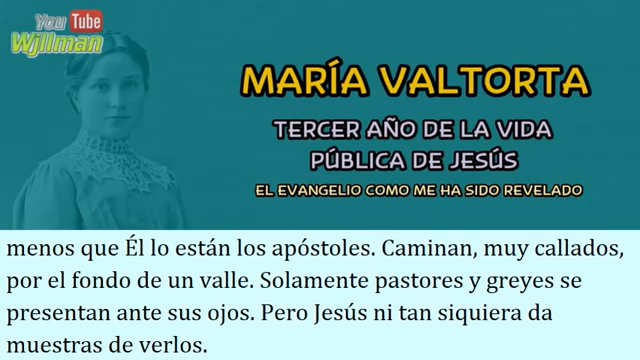 You Tube
Wjllman
MARÍA VALTORTA
TERCER AÑO DE LA VIDA
PÚBLICA DE JESÚS
EL EVANGELIO COMO ME HA SIDO REVELADO
menos que Él lo están los apóstoles. Caminan, muy callados,
por el fondo de un valle. Solamente pastores y greyes se
presentan ante sus ojos. Pero Jesús ni tan siquiera da
muestras de verlos.